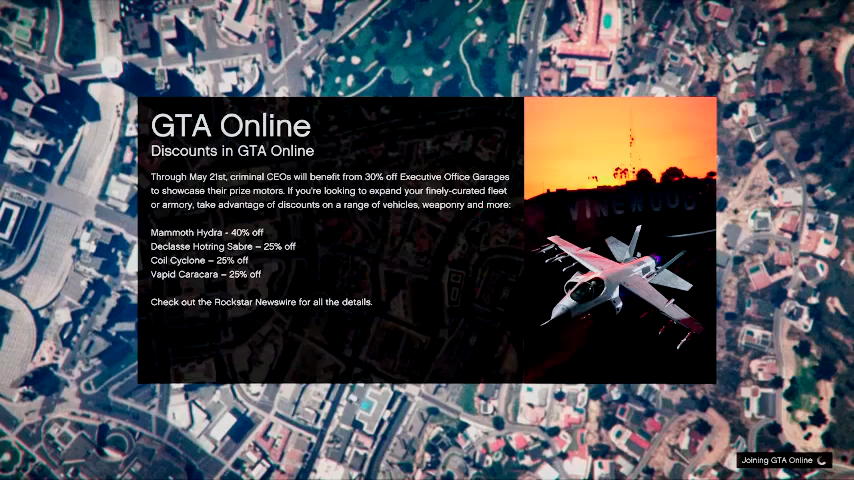 GTA Online
Discounts in GTA Online
Through May 21st, criminal CEOs will benefit from 30% off Executive Office Garages
to showcase their prize motors. If you're looking to expand your finely-curated fleet
or armory, take advantage of discounts on a range of vehicles, weaponry and more:
Mammoth Hydra - 40% off
Declasse Hotring Sabre – 25% off
Coil Cyclone – 25% off
Vapid Caracara – 25% off
Check out the Rockstar Newswire for all the details.
VINEWOOD
Joining GTA Online